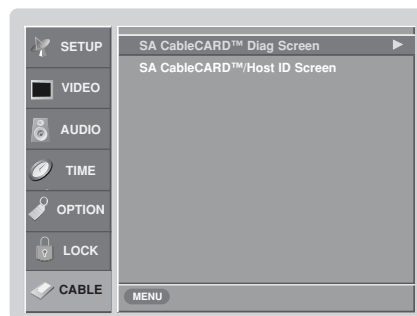 SETUP
VIDEO
AUDIO
TIME
OPTION
LOCK
CABLE
SA CableCARD™ Diag Screen
SA CableCARD™/Host ID Screen
MENU